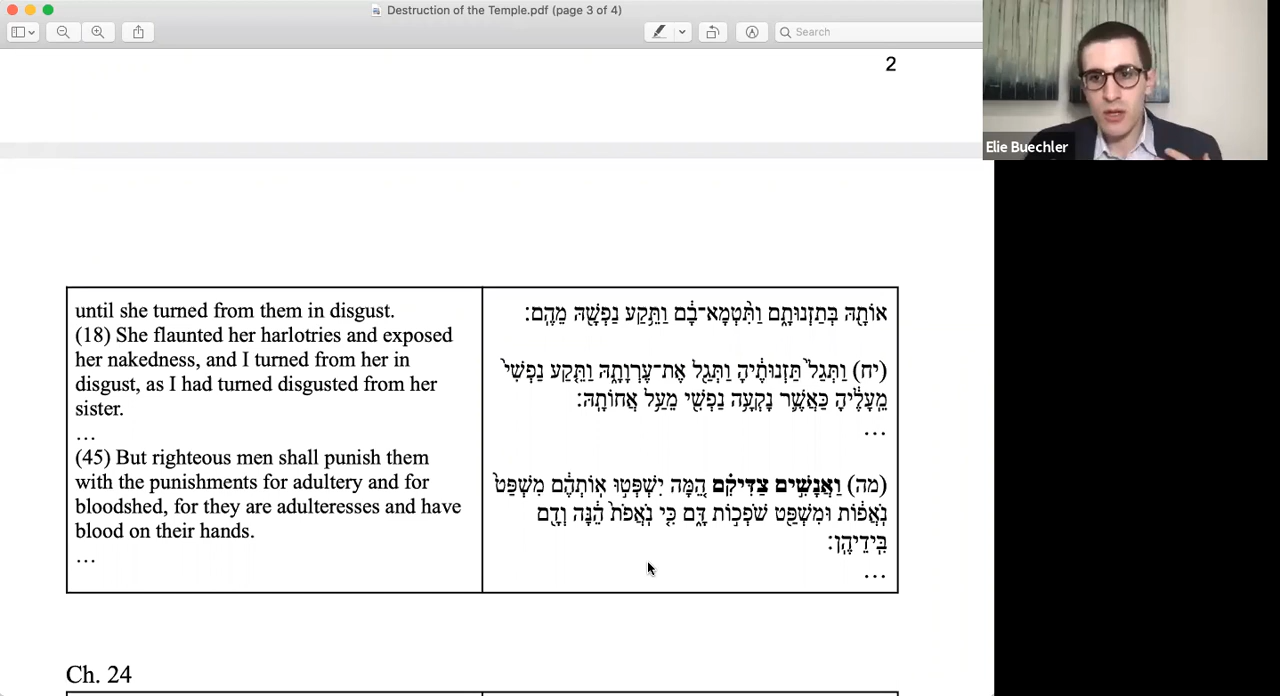 Destruction of the Temple.pdf (page 3 of 4)
Search
2
Elie Buechler
until she turned from them in disgust.
(18) She flaunted her harlotries and exposed
her nakedness, and I turned from her in
disgust, as I had turned disgusted from her
sister.
…
(45) But righteous men shall punish them
with the punishments for adultery and for
bloodshed, for they are adulteresses and have
blood on their hands.
…
אוֹתָ֖הּ בְּתַזְנוּתָ֑ם וַתִּ֨טְמָא־בָ֔ם וַתֵּ֥קַע נַפְשָׁ֖הּ מֵהֶֽם׃
(יח) וַתְּגַל֙ תַּזְנוּתֶ֔יהָ וַתְּגַ֖ל אֶת־עֶרְוָתָ֑הּ וַתֵּ֤קַע נַפְשִׁי֙
מֵֽעָלֶ֔יהָ כַּאֲשֶׁ֛ר נָקְעָ֥ה נַפְשִׁ֖י מֵעַ֥ל אֲחוֹתָֽהּ׃
…
(מה) וַאֲנָשִׁ֣ים צַדִּיקִ֗ם הֵ֚מָּה יִשְׁפְּט֣וּ אֽוֹתְהֶ֔ם מִשְׁפַּט֙
נֹֽאֲפ֔וֹת וּמִשְׁפַּ֖ט שֹׁפְכ֣וֹת דָּ֑ם כִּ֤י נֹֽאֲפֹת֙ הֵ֔נָּה וְדָ֖ם
בִּֽידֵיהֶֽן׃
…
Ch. 24